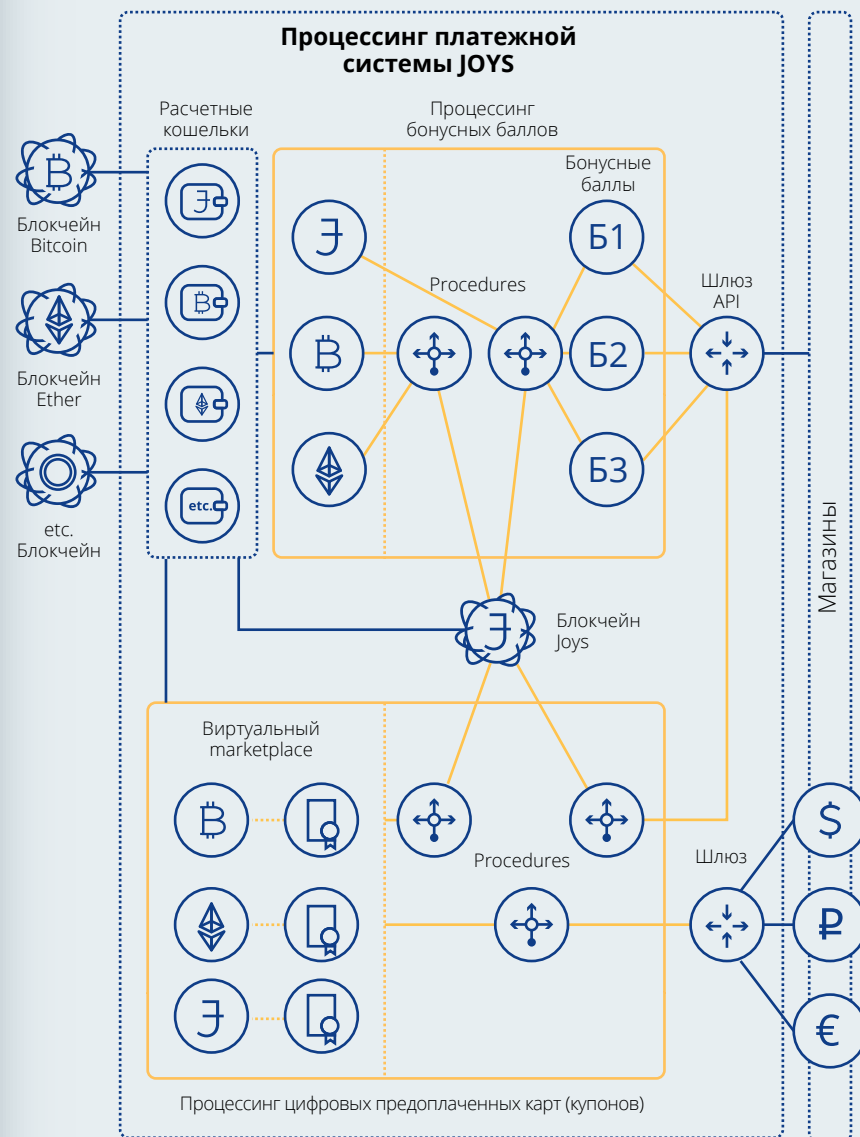 Процессинг платежной
системы JOYS
Расчетные
кошельки
Процессинг
бонусных баллов
Бонусные
баллы
Блокчейн
Bitcoin
Б1
Procedures
Шлюз
API
Б2
Блокчейн
Ether
Б3
etc.
etc.
Блокчейн
Магазины
Блокчейн
Joys
Виртуальный
marketplace
$
Procedures
Шлюз
₽
€
Процессинг цифровых предоплаченных карт (купонов)